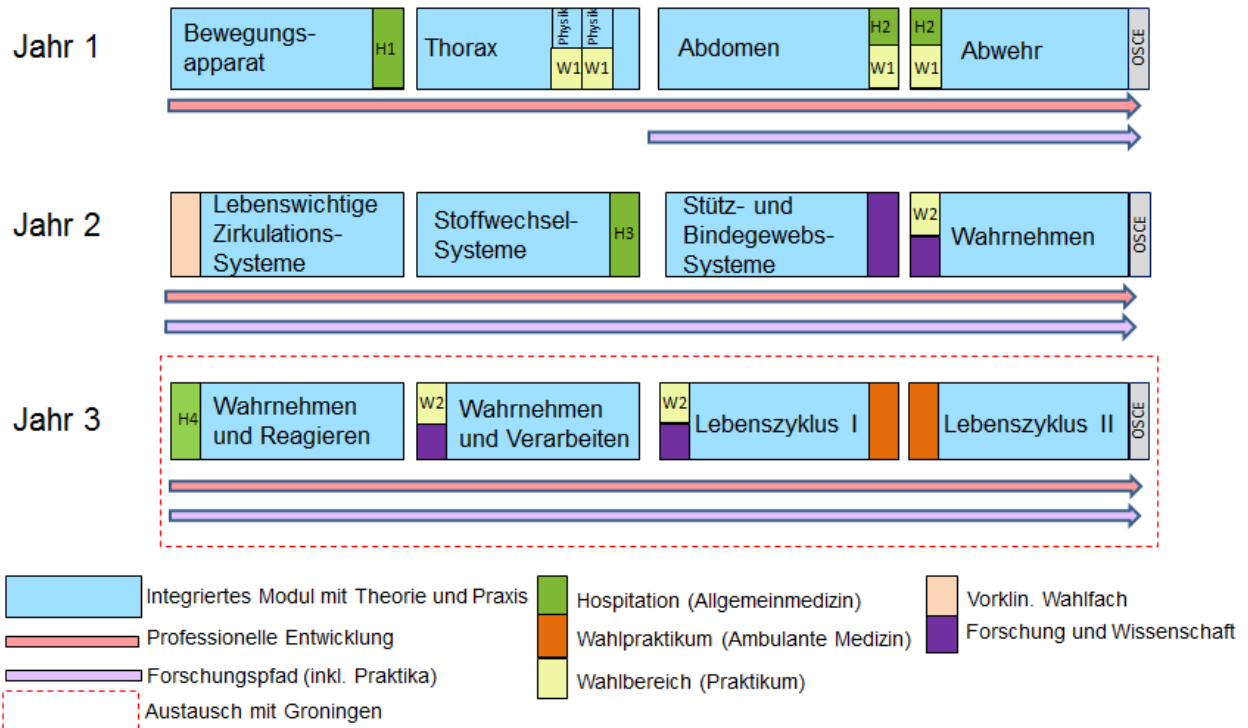 Jahr 1
Bewegungs-
apparat
H1
Thorax
Physik
Physik
W1
W1
Abdomen
H2
W1
H2
W1
Abwehr
OSCE
Jahr 2
Lebenswichtige
Zirkulations-
Systeme
Stoffwechsel-
Systeme
H3
Stütz- und
Bindegewebs-
Systeme
W2
Wahrnehmen
OSCE
Jahr 3
H4
Wahrnehmen
und Reagieren
W2
Wahrnehmen
und Verarbeiten
W2
Lebenszyklus I
Lebenszyklus II
OSCE
Integriertes Modul mit Theorie und Praxis
Professionelle Entwicklung
Forschungspfad (inkl. Praktika)
Austausch mit Groningen
Hospitation (Allgemeinmedizin)
Wahlpraktikum (Ambulante Medizin)
Wahlbereich (Praktikum)
Vorklin. Wahlfach
Forschung und Wissenschaft